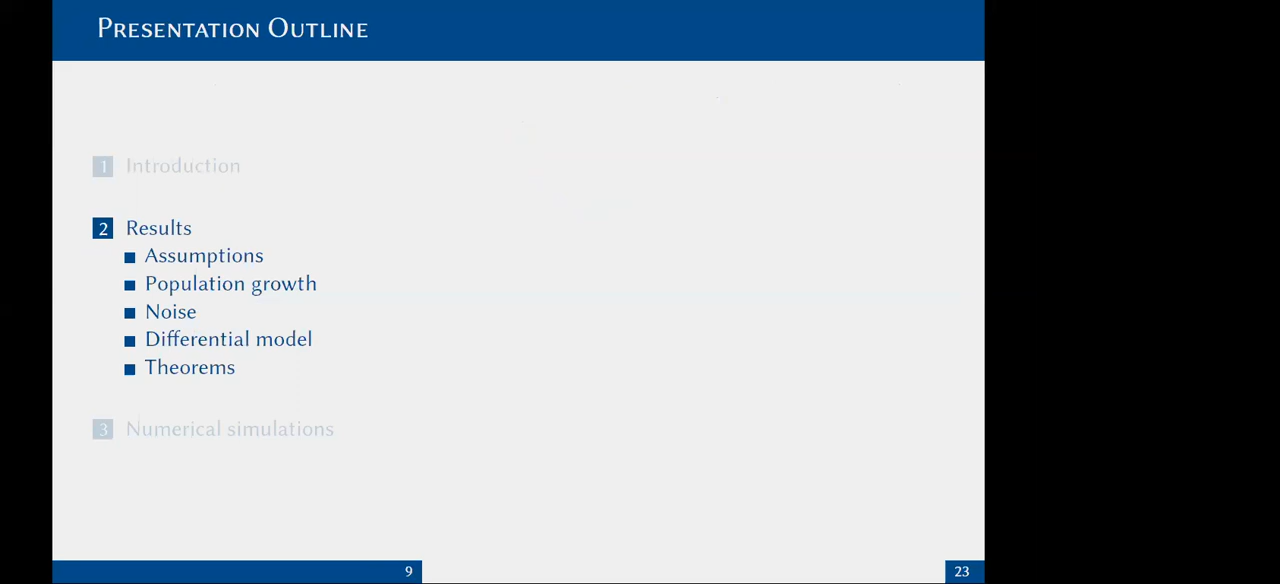 Presentation Outline
1 Introduction
2 Results
Assumptions
Population growth
Noise
Differential model
Theorems
3 Numerical simulations
9 23